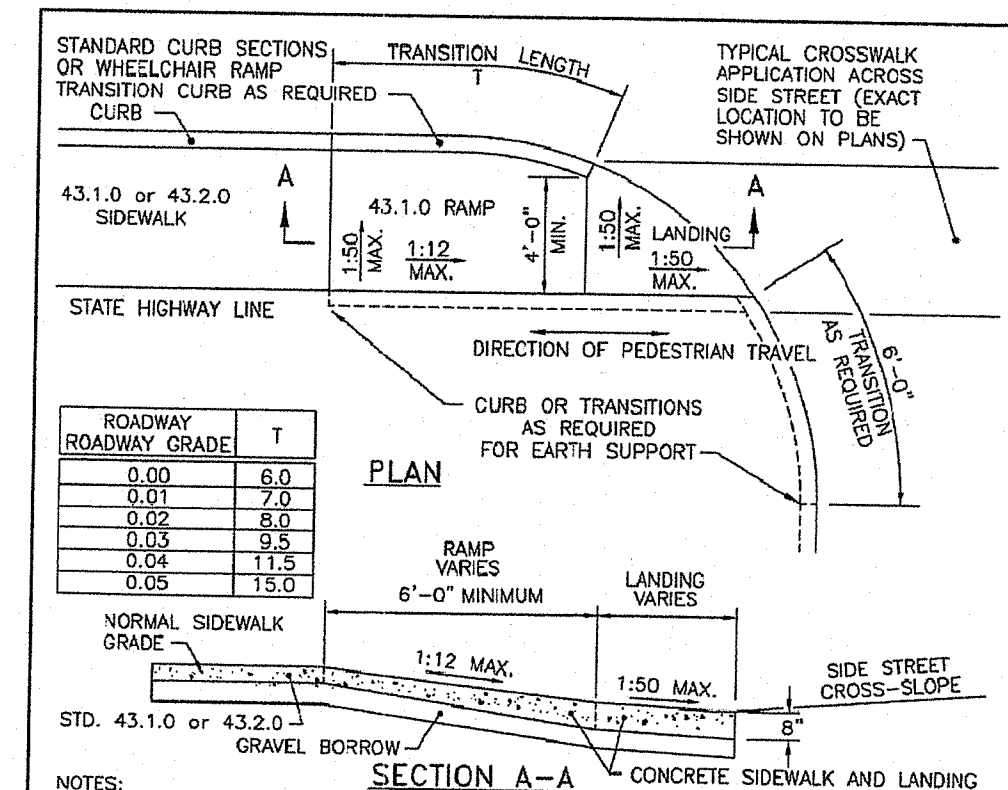 STANDARD CURB SECTIONS
OR WHEELCHAIR RAMP
TRANSITION CURB AS REQUIRED
CURB
TRANSITION LENGTH
T
TYPICAL CROSSWALK
APPLICATION ACROSS
SIDE STREET (EXACT
LOCATION TO BE
SHOWN ON PLANS)
A
A
43.1.0 or 43.2.0
SIDEWALK
43.1.0 RAMP
1:50
MAX.
1:12
MAX.
4'-0"
MIN.
1:50
MAX.
LANDING
1:50
MAX.
STATE HIGHWAY LINE
DIRECTION OF PEDESTRIAN TRAVEL
6'-0"
TRANSITION
AS REQUIRED
CURB OR TRANSITIONS
AS REQUIRED
FOR EARTH SUPPORT
PLAN
ROADWAY
ROADWAY GRADE T
0.00 6.0
0.01 7.0
0.02 8.0
0.03 9.5
0.04 11.5
0.05 15.0
RAMP
VARIES
6'-0" MINIMUM
LANDING
VARIES
NORMAL SIDEWALK
GRADE
1:12 MAX.
1:50 MAX.
SIDE STREET
CROSS-SLOPE
8"
STD. 43.1.0 or 43.2.0
GRAVEL BORROW
NOTES:
SECTION A-A
CONCRETE SIDEWALK AND LANDING